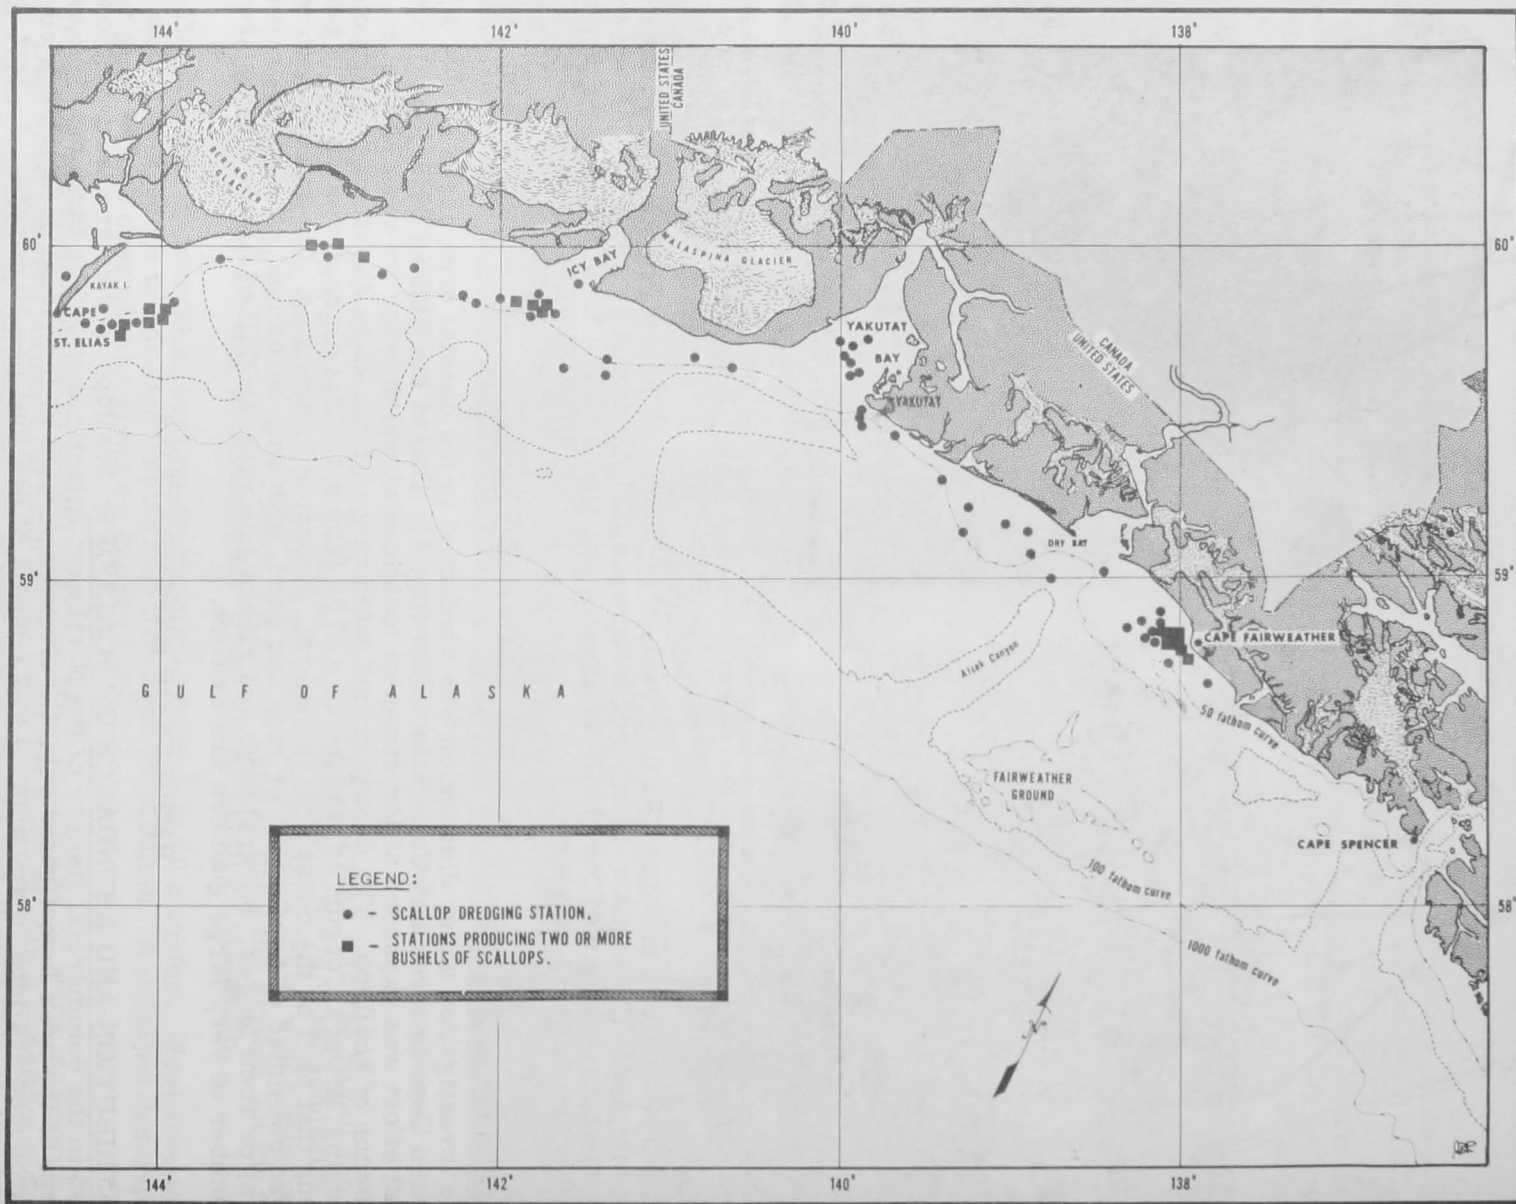 144° 142° 140° 138°
UNITED STATES
CANADA
BERING
GLACIER
60° 60°
ICY BAY
MALASPINA GLACIER
KAYAK I.
CAPE
ST. ELIAS
YAKUTAT
BAY
YAKUTAT
CANADA
UNITED STATES
DRY BAY
59° 59°
CAPE FAIRWEATHER
Alsek Canyon
GULF OF ALASKA
50 fathom curve
FAIRWEATHER
GROUND
CAPE SPENCER
100 fathom curve
LEGEND:
- SCALLOP DREDGING STATION.
- STATIONS PRODUCING TWO OR MORE
BUSHELS OF SCALLOPS.
58° 58°
1000 fathom curve
144° 142° 140° 138°